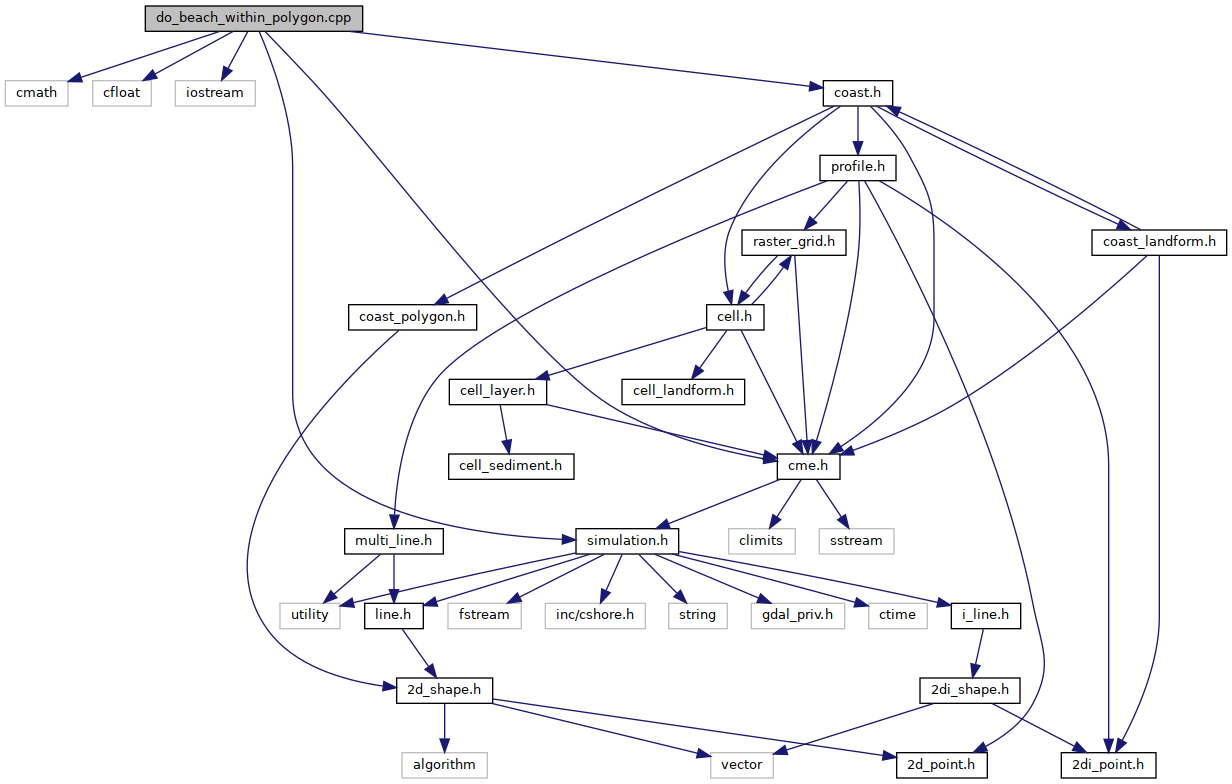 do_beach_within_polygon.cpp
cmath
cfloat
iostream
coast.h
profile.h
raster_grid.h
coast_landform.h
coast_polygon.h
cell.h
cell_layer.h
cell_landform.h
cell_sediment.h
cme.h
multi_line.h
simulation.h
climits
sstream
utility
line.h
fstream
inc/cshore.h
string
gdal_priv.h
ctime
i_line.h
2d_shape.h
2di_shape.h
algorithm
vector
2d_point.h
2di_point.h